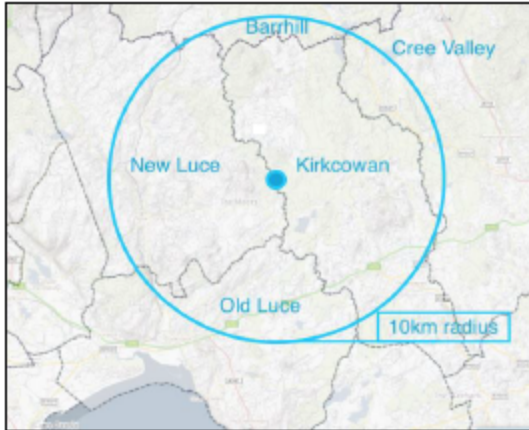 Barrhill
Cree Valley
New Luce
Kirkcowan
Old Luce
10km radius